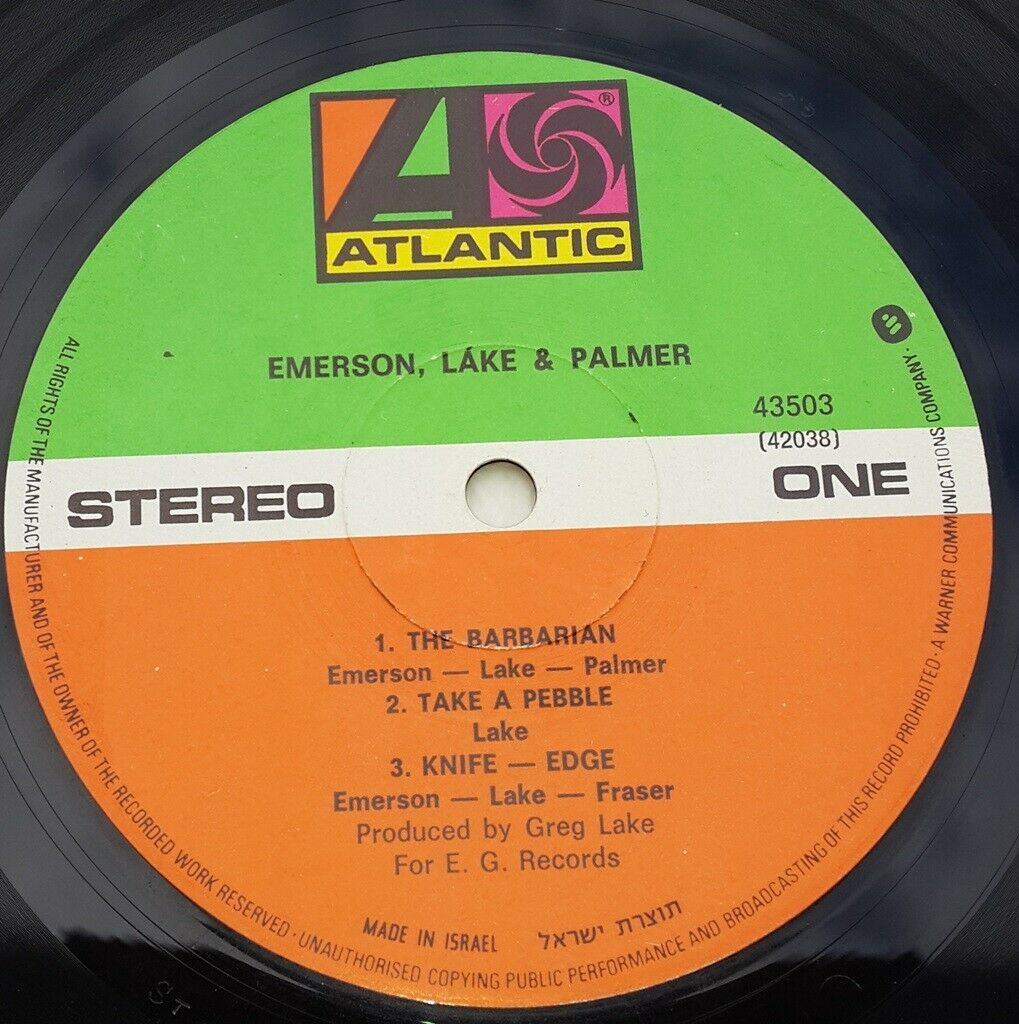 ®
ATLANTIC
EMERSON, LAKE & PALMER
43503
(42038)
STEREO
ONE
1. THE BARBARIAN
Emerson — Lake — Palmer
2. TAKE A PEBBLE
Lake
3. KNIFE — EDGE
Emerson — Lake — Fraser
Produced by Greg Lake
For E. G. Records
MADE IN ISRAEL תוצרת ישראל
ALL RIGHTS OF THE MANUFACTURER AND OF THE OWNER OF THE RECORDED WORK RESERVED · UNAUTHORISED COPYING PUBLIC PERFORMANCE AND BROADCASTING OF THIS RECORD PROHIBITED · A WARNER COMMUNICATIONS COMPANY.
ST